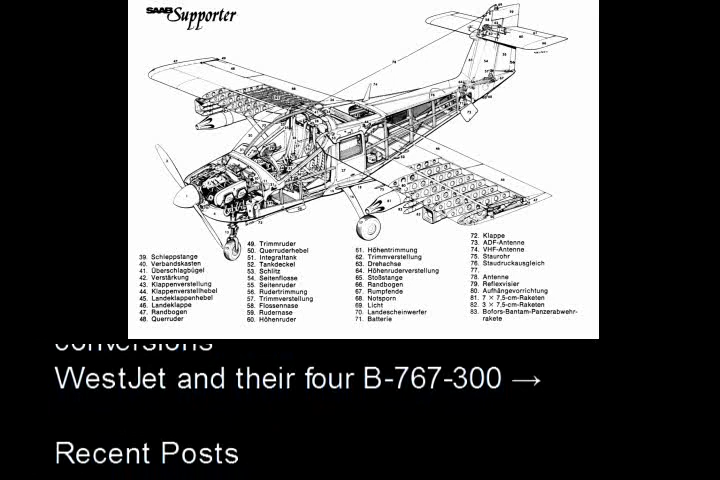 SAAB Supporter
39. Schleppstange
40. Verbandskasten
41. Überschlagbügel
42. Verstärkung
43. Klappenverstellung
44. Klappenverstellhebel
45. Landeklappenhebel
46. Landeklappe
47. Randbogen
48. Querruder
49. Trimmruder
50. Querruderhebel
51. Integraltank
52. Tankdeckel
53. Schlitz
54. Seitenflosse
55. Seitenruder
56. Rudertrimmung
57. Trimmverstellung
58. Flossennase
59. Rudernase
60. Höhenruder
61. Höhentrimmung
62. Trimmverstellung
63. Drehachse
64. Höhenruderverstellung
65. Stoßstange
66. Randbogen
67. Rumpfende
68. Notsporn
69. Licht
70. Landescheinwerfer
71. Batterie
72. Klappe
73. ADF-Antenne
74. VHF-Antenne
75. Staurohr
76. Staudruckausgleich
77.
78. Antenne
79. Reflexvisier
80. Aufhängevorrichtung
81. 7 × 7,5-cm-Raketen
82. 3 × 7,5-cm-Raketen
83. Bofors-Bantam-Panzerabwehr-
rakete
conversions
WestJet and their four B-767-300 →
Recent Posts